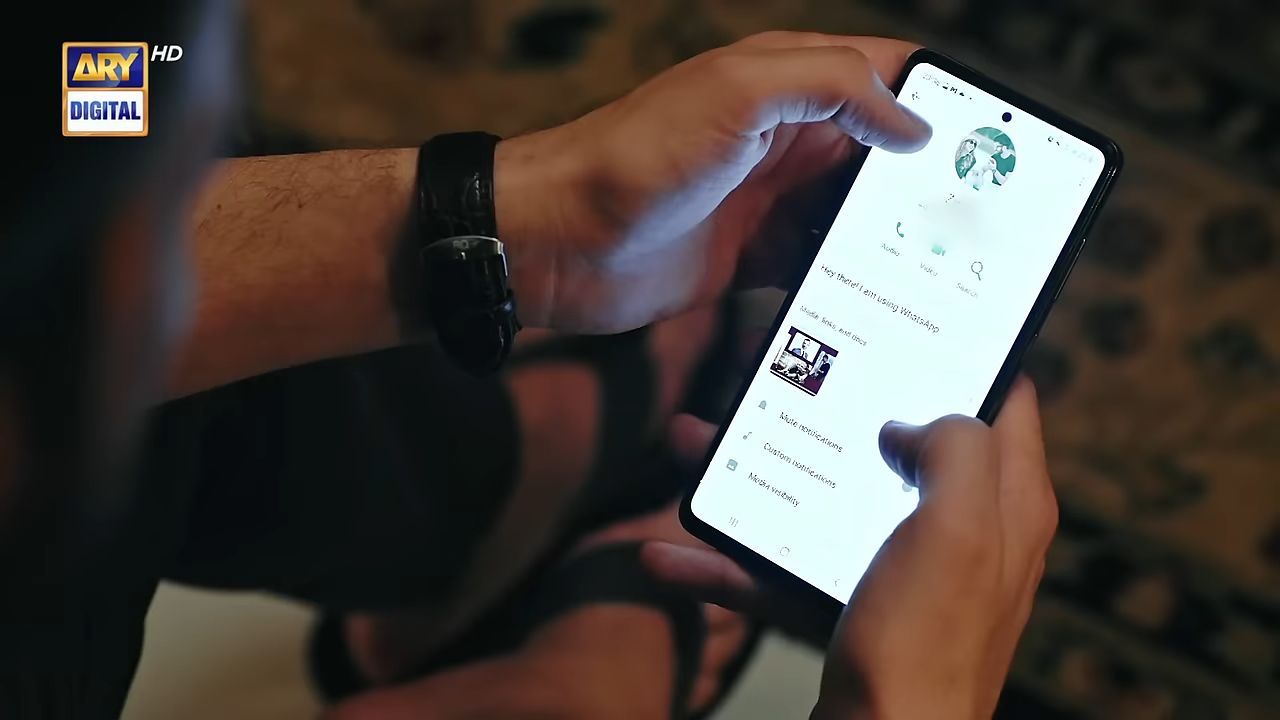 ARY
HD
DIGITAL
Audio
Video
Search
Hey there! I am using WhatsApp
Media, links, and docs
Mute notifications
Custom notifications
Media visibility